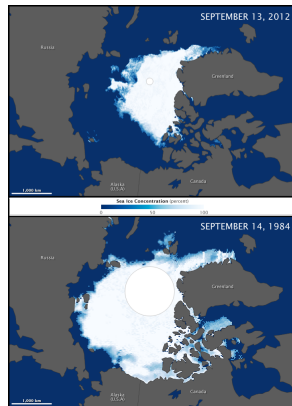 SEPTEMBER 13, 2012
Russia
Greenland
Alaska
(U.S.A)
Canada
1,000 km
Sea Ice Concentration (percent)
0 50 100
SEPTEMBER 14, 1984
Russia
Greenland
Alaska
(U.S.A)
Canada
1,000 km